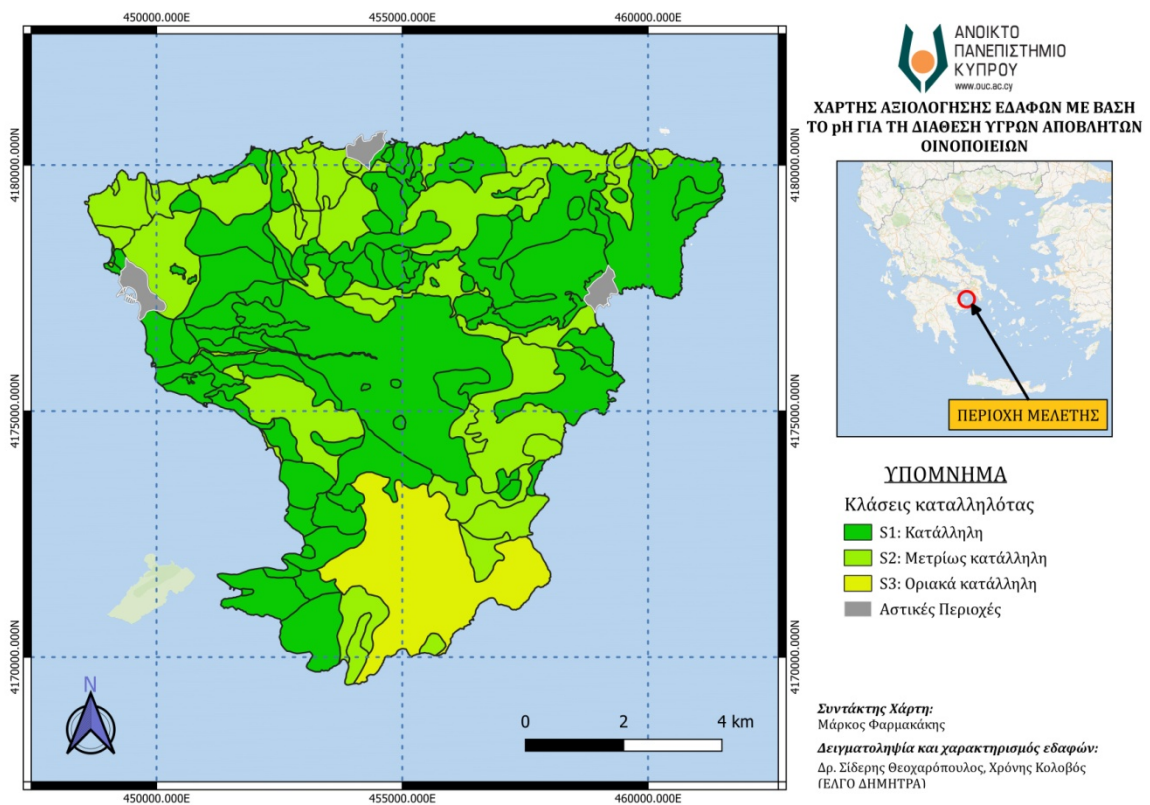 450000.000E
455000.000E
460000.000E
4180000.000N
4180000.000N
4175000.000N
4175000.000N
4170000.000N
4170000.000N
N
0 2 4 km
450000.000E
455000.000E
460000.000E
ΑΝΟΙΚΤΟ
ΠΑΝΕΠΙΣΤΗΜΙΟ
ΚΥΠΡΟΥ
www.ouc.ac.cy
ΧΑΡΤΗΣ ΑΞΙΟΛΟΓΗΣΗΣ ΕΔΑΦΩΝ ΜΕ ΒΑΣΗ
ΤΟ pH ΓΙΑ ΤΗ ΔΙΑΘΕΣΗ ΥΓΡΩΝ ΑΠΟΒΛΗΤΩΝ
ΟΙΝΟΠΟΙΕΙΩΝ
ΠΕΡΙΟΧΗ ΜΕΛΕΤΗΣ
ΥΠΟΜΝΗΜΑ
Κλάσεις καταλληλότας
S1: Κατάλληλη
S2: Μετρίως κατάλληλη
S3: Οριακά κατάλληλη
Αστικές Περιοχές
Συντάκτης Χάρτη:
Μάρκος Φαρμακάκης
Δειγματοληψία και χαρακτηρισμός εδαφών:
Δρ. Σίδερης Θεοχαρόπουλος, Χρόνης Κολοβός
(ΕΛΓΟ ΔΗΜΗΤΡΑ)